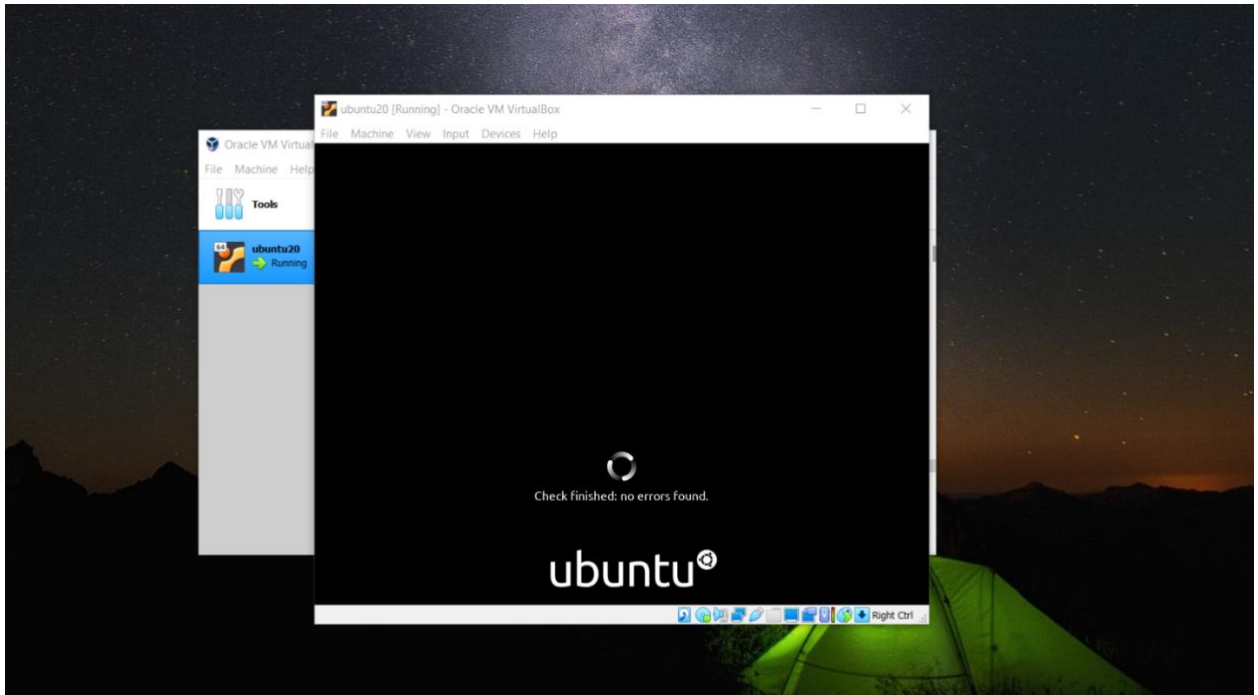 ubuntu20 [Running] - Oracle VM VirtualBox
File Machine View Input Devices Help
Oracle VM Virtual
File Machine Help
Tools
64
ubuntu20
Running
Check finished: no errors found.
ubuntu
Right Ctrl